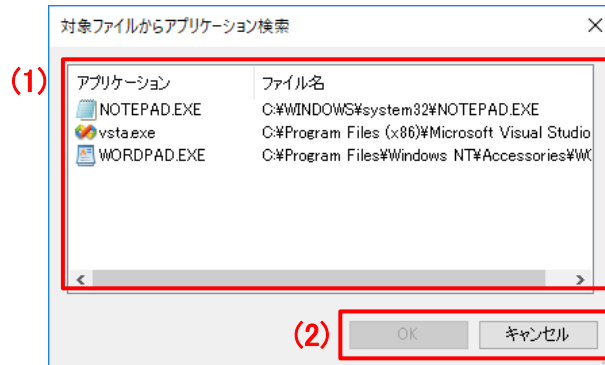 対象ファイルからアプリケーション検索
(1)
アプリケーション ファイル名
NOTEPAD.EXE C:¥WINDOWS¥system32¥NOTEPAD.EXE
vsta.exe C:¥Program Files (x86)¥Microsoft Visual Studio
WORDPAD.EXE C:¥Program Files¥Windows NT¥Accessories¥WO
(2)
OK キャンセル